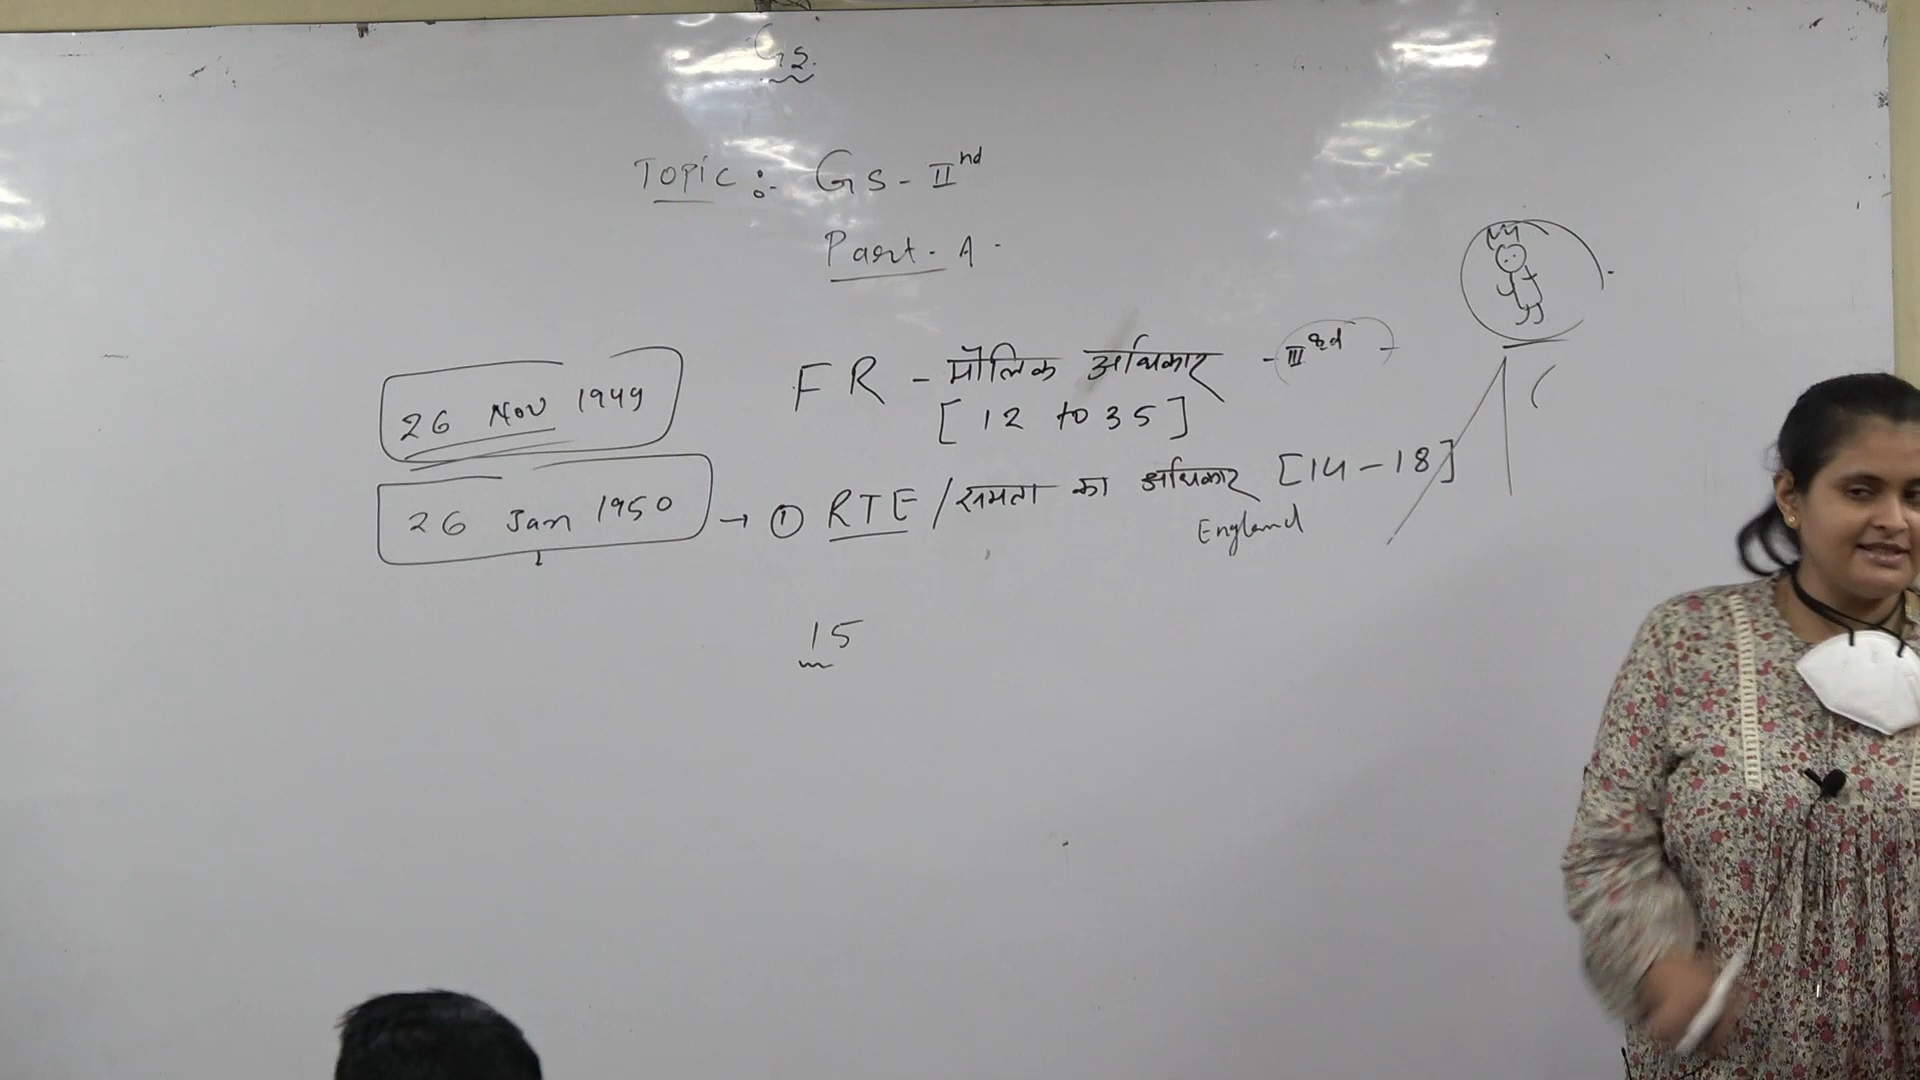 GS.
Topic :- GS - IInd
Part - A.
26 Nov 1949
FR - मौलिक अधिकार - III
[12 to 35]
26 Jan 1950 → ① RTE / समता का अधिकार [14 - 18]
England
15